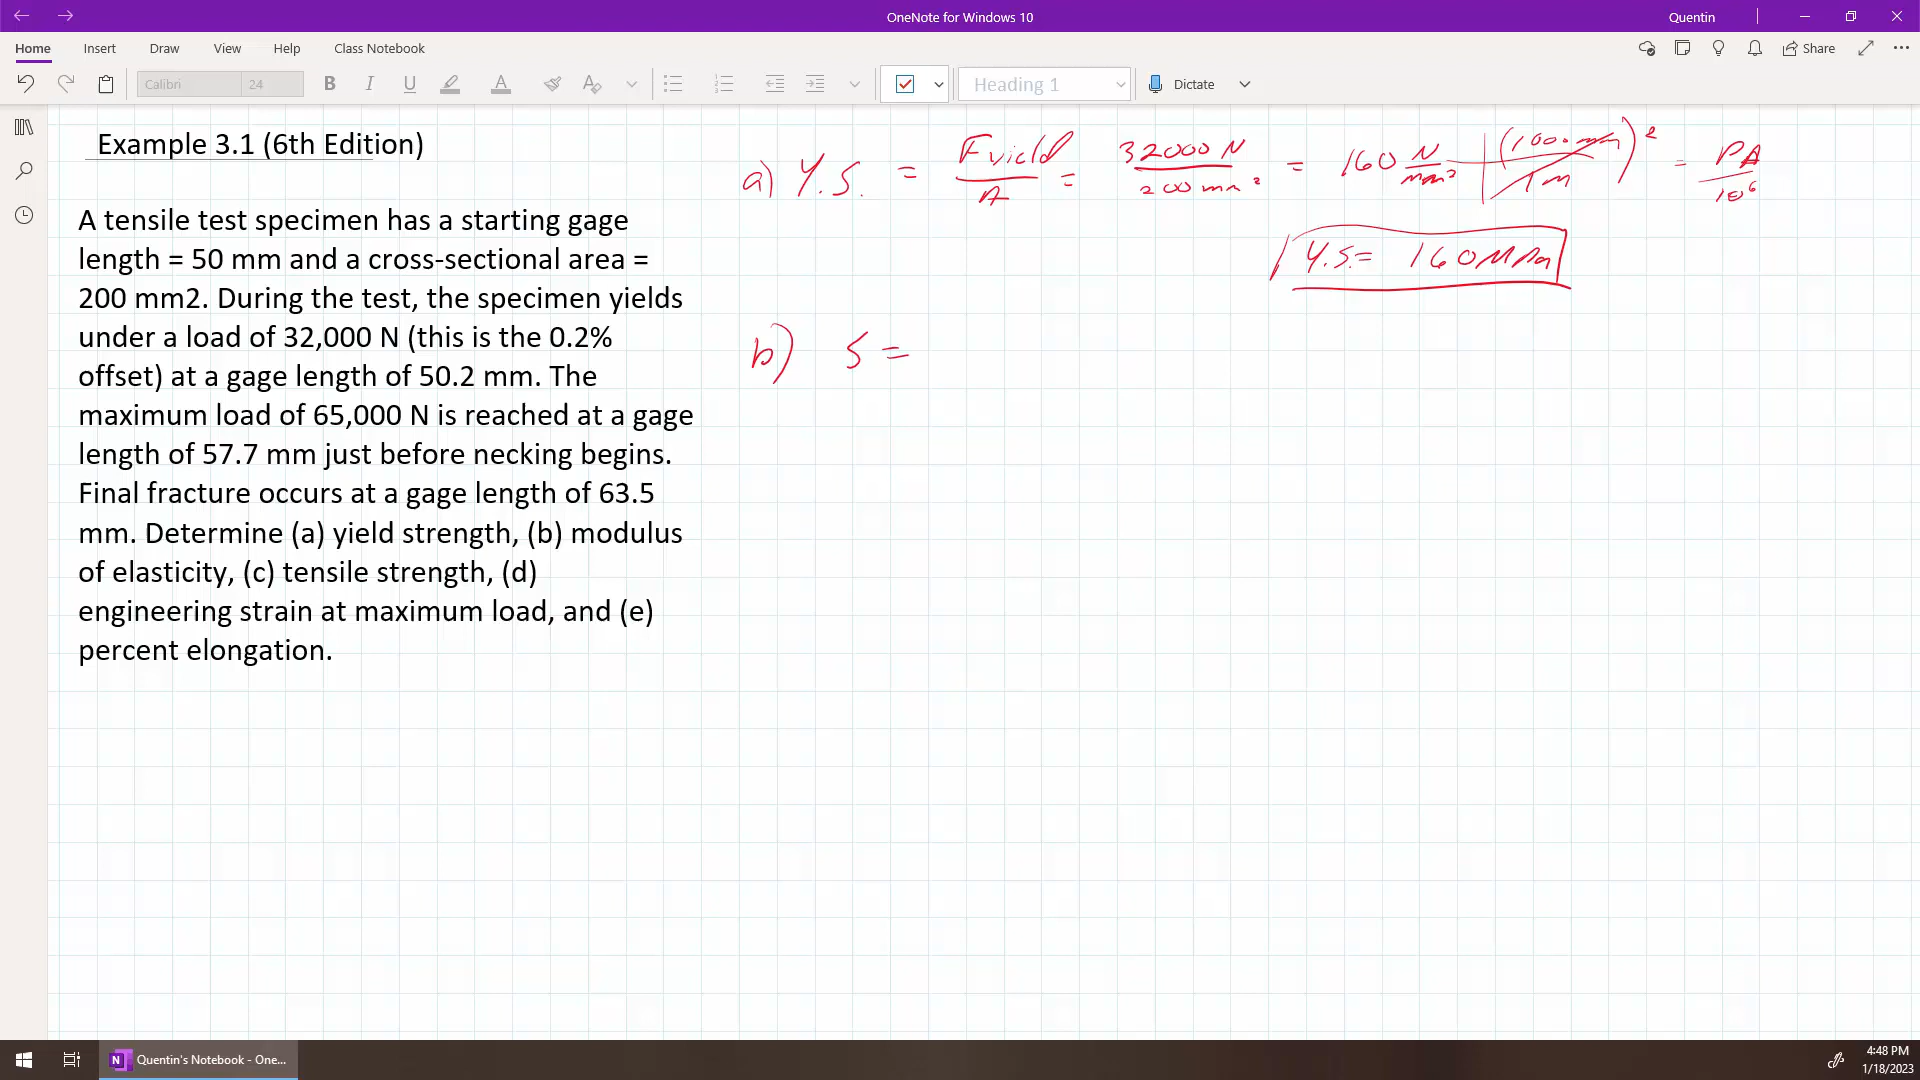 OneNote for Windows 10
Quentin
Home Insert Draw View Help Class Notebook
Share
Calibri 24 B I U A A Heading 1 Dictate
Example 3.1 (6th Edition)
A tensile test specimen has a starting gage
length = 50 mm and a cross-sectional area =
200 mm2. During the test, the specimen yields
under a load of 32,000 N (this is the 0.2%
offset) at a gage length of 50.2 mm. The
maximum load of 65,000 N is reached at a gage
length of 57.7 mm just before necking begins.
Final fracture occurs at a gage length of 63.5
mm. Determine (a) yield strength, (b) modulus
of elasticity, (c) tensile strength, (d)
engineering strain at maximum load, and (e)
percent elongation.
a) Y.S. = Fyield / A = 32000 N / 200 mm² = 160 N/mm² | (1000 mm / 1m)² = PA / 10⁶
Y.S. = 160 MPa
b) S =
N Quentin's Notebook - One...
4:48 PM
1/18/2023